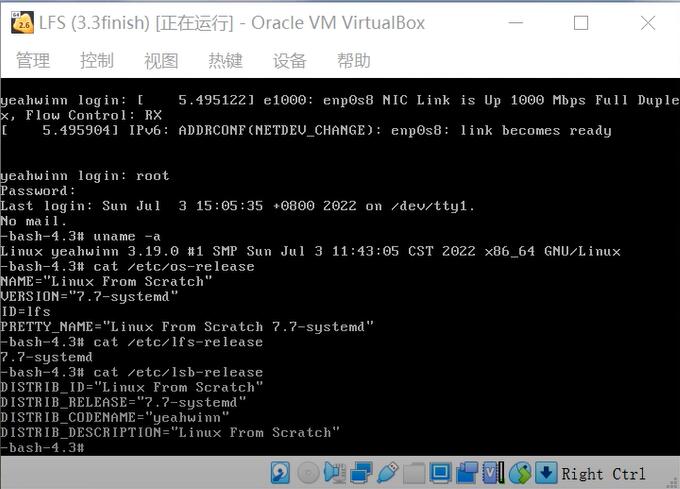 LFS (3.3finish) [正在运行] - Oracle VM VirtualBox
管理 控制 视图 热键 设备 帮助
yeahwinn login: [    5.495122] e1000: enp0s8 NIC Link is Up 1000 Mbps Full Duple
x, Flow Control: RX
[    5.495904] IPv6: ADDRCONF(NETDEV_CHANGE): enp0s8: link becomes ready
yeahwinn login: root
Password:
Last login: Sun Jul  3 15:05:35 +0800 2022 on /dev/tty1.
No mail.
-bash-4.3# uname -a
Linux yeahwinn 3.19.0 #1 SMP Sun Jul 3 11:43:05 CST 2022 x86_64 GNU/Linux
-bash-4.3# cat /etc/os-release
NAME="Linux From Scratch"
VERSION="7.7-systemd"
ID=lfs
PRETTY_NAME="Linux From Scratch 7.7-systemd"
-bash-4.3# cat /etc/lfs-release
7.7-systemd
-bash-4.3# cat /etc/lsb-release
DISTRIB_ID="Linux From Scratch"
DISTRIB_RELEASE="7.7-systemd"
DISTRIB_CODENAME="yeahwinn"
DISTRIB_DESCRIPTION="Linux From Scratch"
-bash-4.3#
Right Ctrl